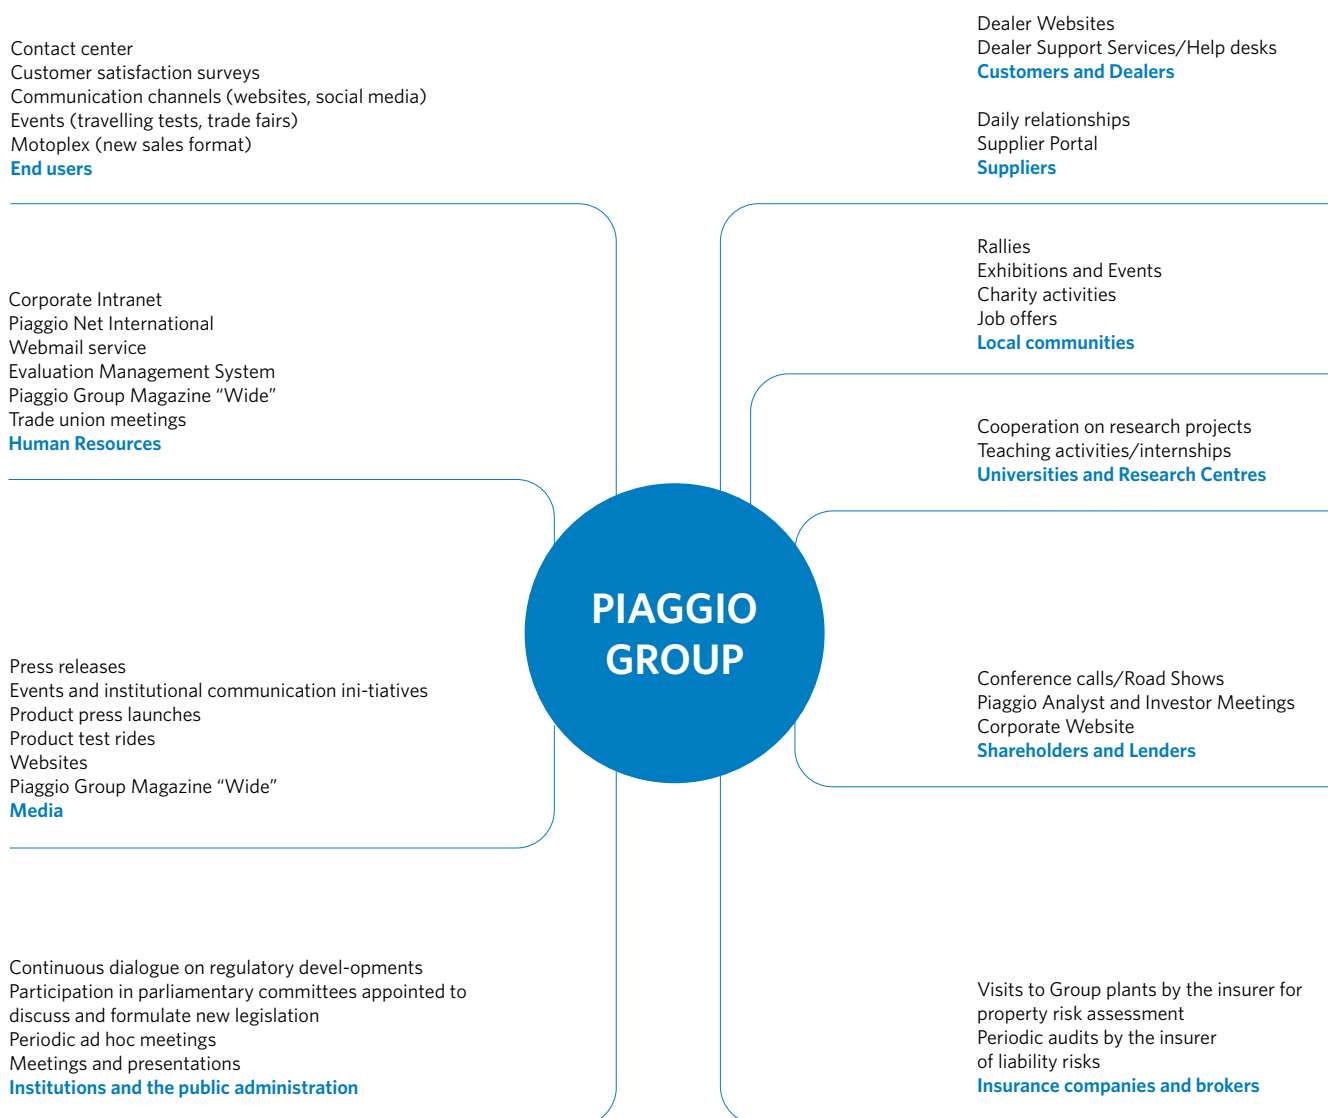 Contact center
Customer satisfaction surveys
Communication channels (websites, social media)
Events (travelling tests, trade fairs)
Motoplex (new sales format)
End users
Corporate Intranet
Piaggio Net International
Webmail service
Evaluation Management System
Piaggio Group Magazine “Wide”
Trade union meetings
Human Resources
Press releases
Events and institutional communication ini-tiatives
Product press launches
Product test rides
Websites
Piaggio Group Magazine “Wide”
Media
Continuous dialogue on regulatory devel-opments
Participation in parliamentary committees appointed to
discuss and formulate new legislation
Periodic ad hoc meetings
Meetings and presentations
Institutions and the public administration
PIAGGIO
GROUP
Dealer Websites
Dealer Support Services/Help desks
Customers and Dealers
Daily relationships
Supplier Portal
Suppliers
Rallies
Exhibitions and Events
Charity activities
Job offers
Local communities
Cooperation on research projects
Teaching activities/internships
Universities and Research Centres
Conference calls/Road Shows
Piaggio Analyst and Investor Meetings
Corporate Website
Shareholders and Lenders
Visits to Group plants by the insurer for
property risk assessment
Periodic audits by the insurer
of liability risks
Insurance companies and brokers